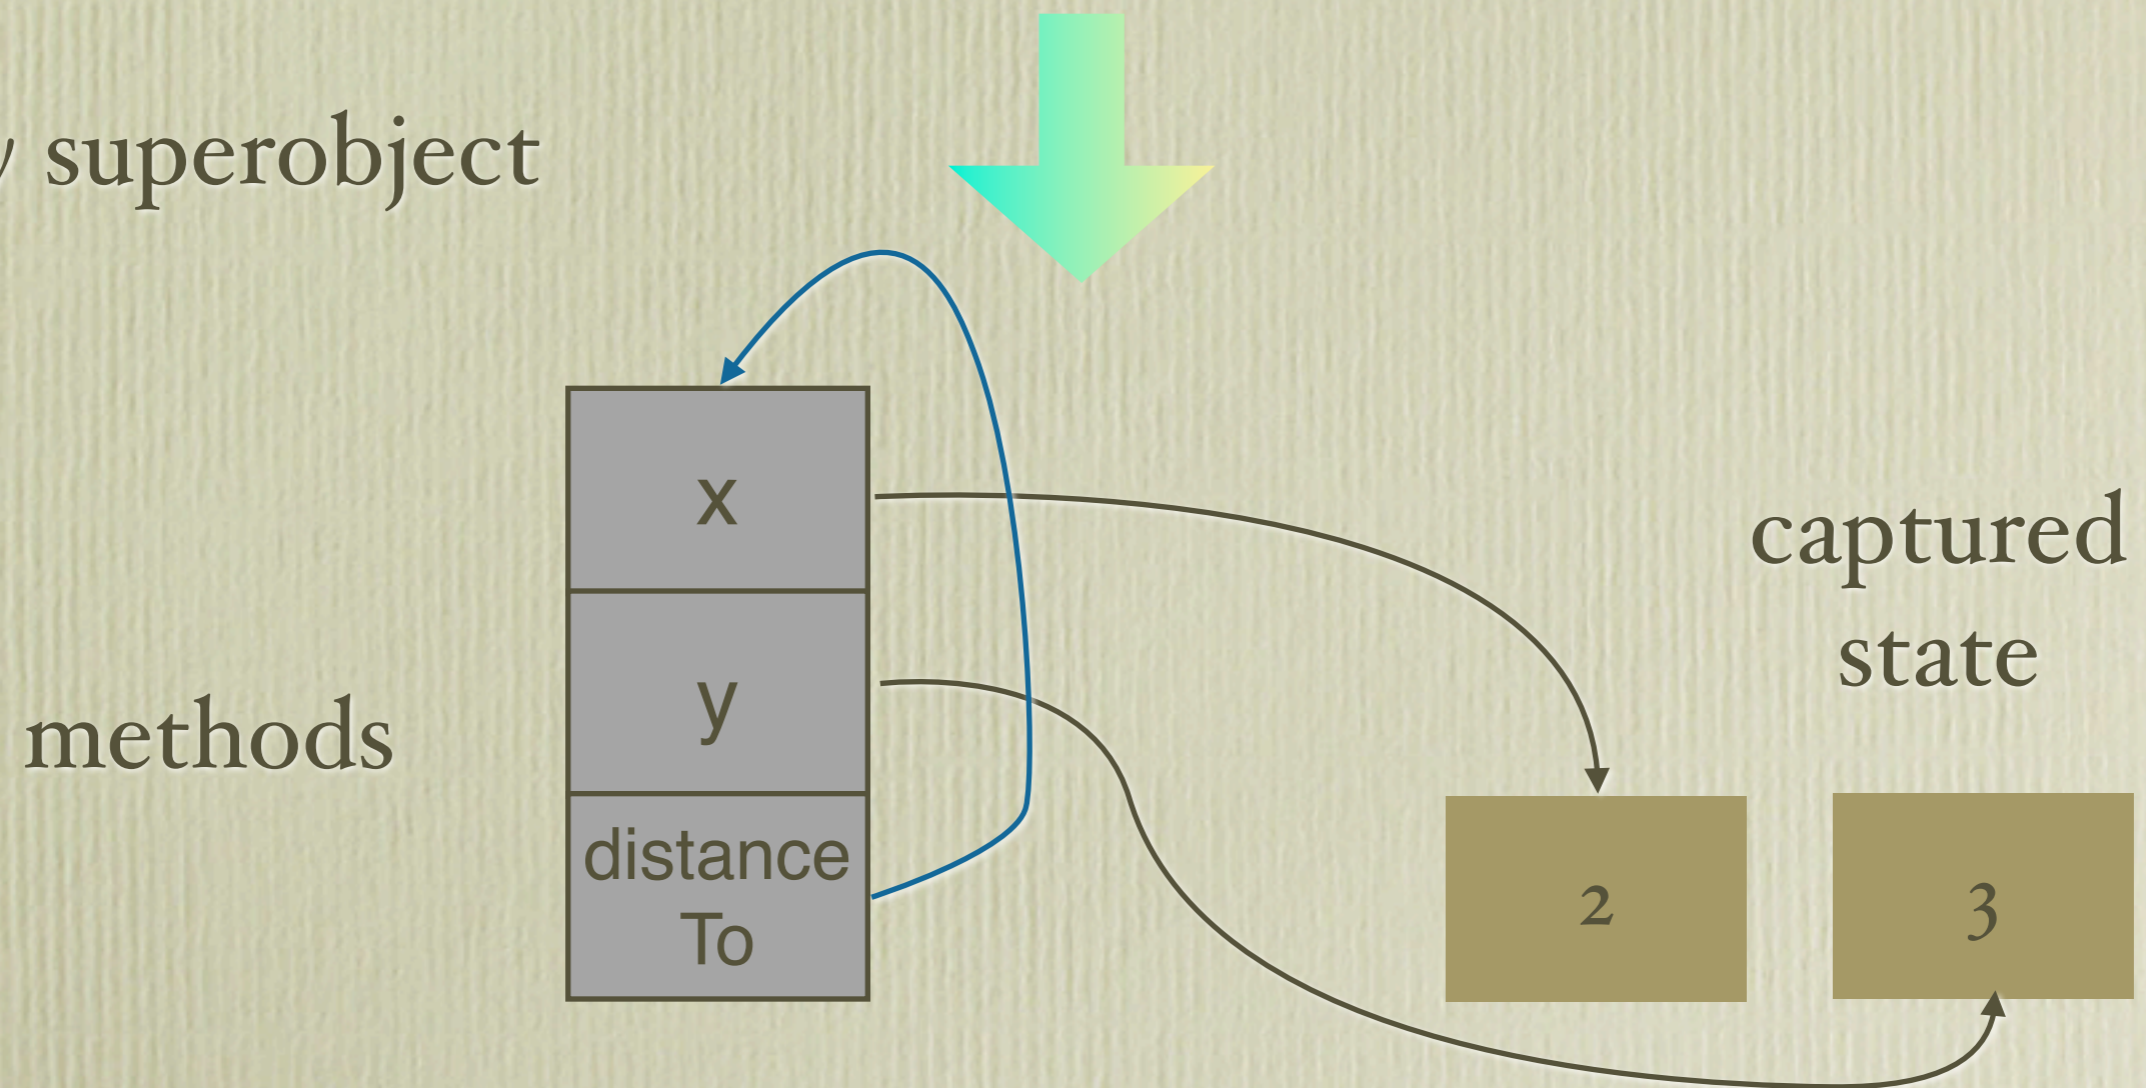 superobject
x
captured
state
y
methods
distance
To
2
3